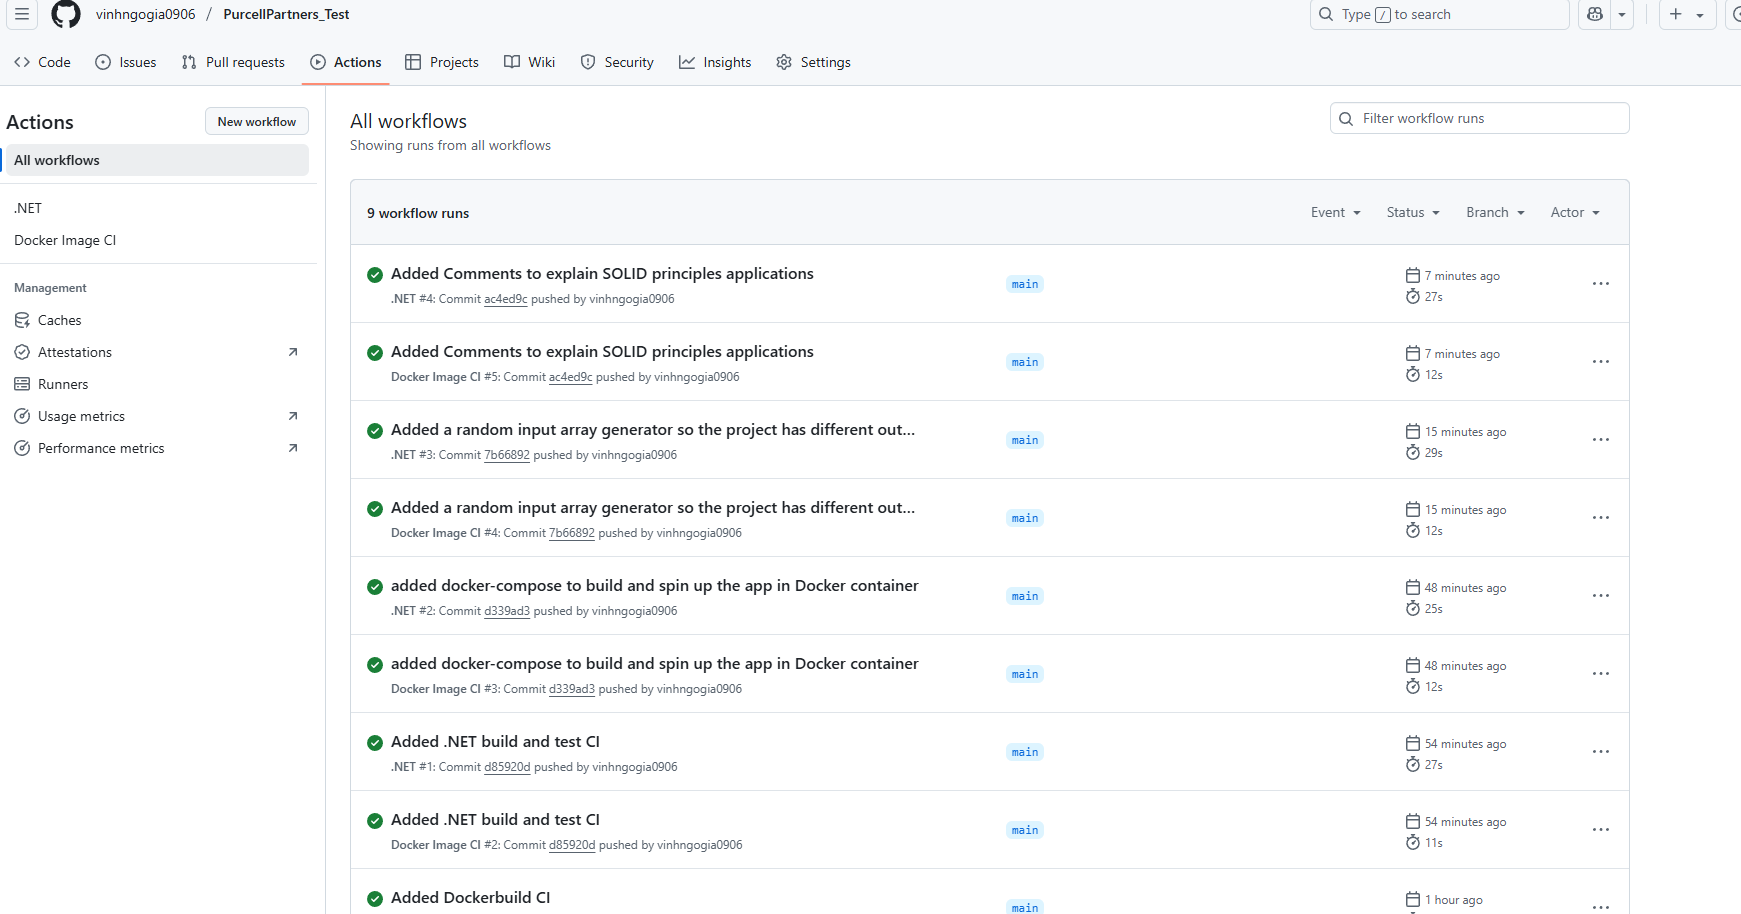 vinhngogia0906 / PurcellPartners_Test
Type / to search
Code Issues Pull requests Actions Projects Wiki Security Insights Settings
Actions
New workflow
All workflows
.NET
Docker Image CI
Management
Caches
Attestations
Runners
Usage metrics
Performance metrics
All workflows
Showing runs from all workflows
Filter workflow runs
9 workflow runs
Event Status Branch Actor
Added Comments to explain SOLID principles applications
.NET #4: Commit ac4ed9c pushed by vinhngogia0906
main
7 minutes ago
27s
Added Comments to explain SOLID principles applications
Docker Image CI #5: Commit ac4ed9c pushed by vinhngogia0906
main
7 minutes ago
12s
Added a random input array generator so the project has different out...
.NET #3: Commit 7b66892 pushed by vinhngogia0906
main
15 minutes ago
29s
Added a random input array generator so the project has different out...
Docker Image CI #4: Commit 7b66892 pushed by vinhngogia0906
main
15 minutes ago
12s
added docker-compose to build and spin up the app in Docker container
.NET #2: Commit d339ad3 pushed by vinhngogia0906
main
48 minutes ago
25s
added docker-compose to build and spin up the app in Docker container
Docker Image CI #3: Commit d339ad3 pushed by vinhngogia0906
main
48 minutes ago
12s
Added .NET build and test CI
.NET #1: Commit d85920d pushed by vinhngogia0906
main
54 minutes ago
27s
Added .NET build and test CI
Docker Image CI #2: Commit d85920d pushed by vinhngogia0906
main
54 minutes ago
11s
Added Dockerbuild CI
main
1 hour ago